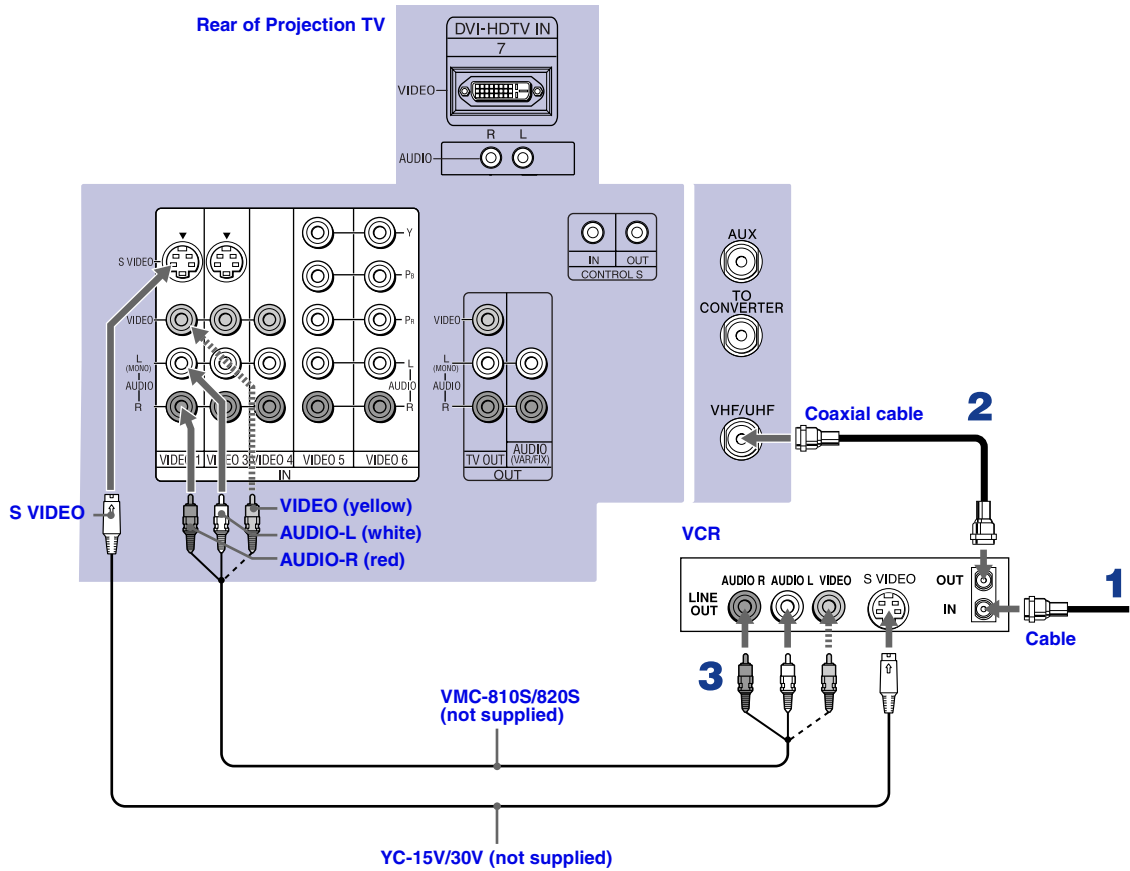 Rear of Projection TV
DVI-HDTV IN
7
VIDEO
R L
AUDIO
S VIDEO
VIDEO
L
(MONO)
AUDIO
R
Y
PB
PR
L
AUDIO
R
VIDEO 1 VIDEO 3 VIDEO 4 VIDEO 5 VIDEO 6
IN
IN OUT
CONTROL S
VIDEO
L
(MONO)
AUDIO
R
TV OUT AUDIO
(VAR/FIX)
OUT
AUX
TO
CONVERTER
VHF/UHF
Coaxial cable
2
S VIDEO
VIDEO (yellow)
AUDIO-L (white)
AUDIO-R (red)
VCR
LINE
OUT
AUDIO R AUDIO L VIDEO S VIDEO
OUT
IN
1
Cable
3
VMC-810S/820S
(not supplied)
YC-15V/30V (not supplied)